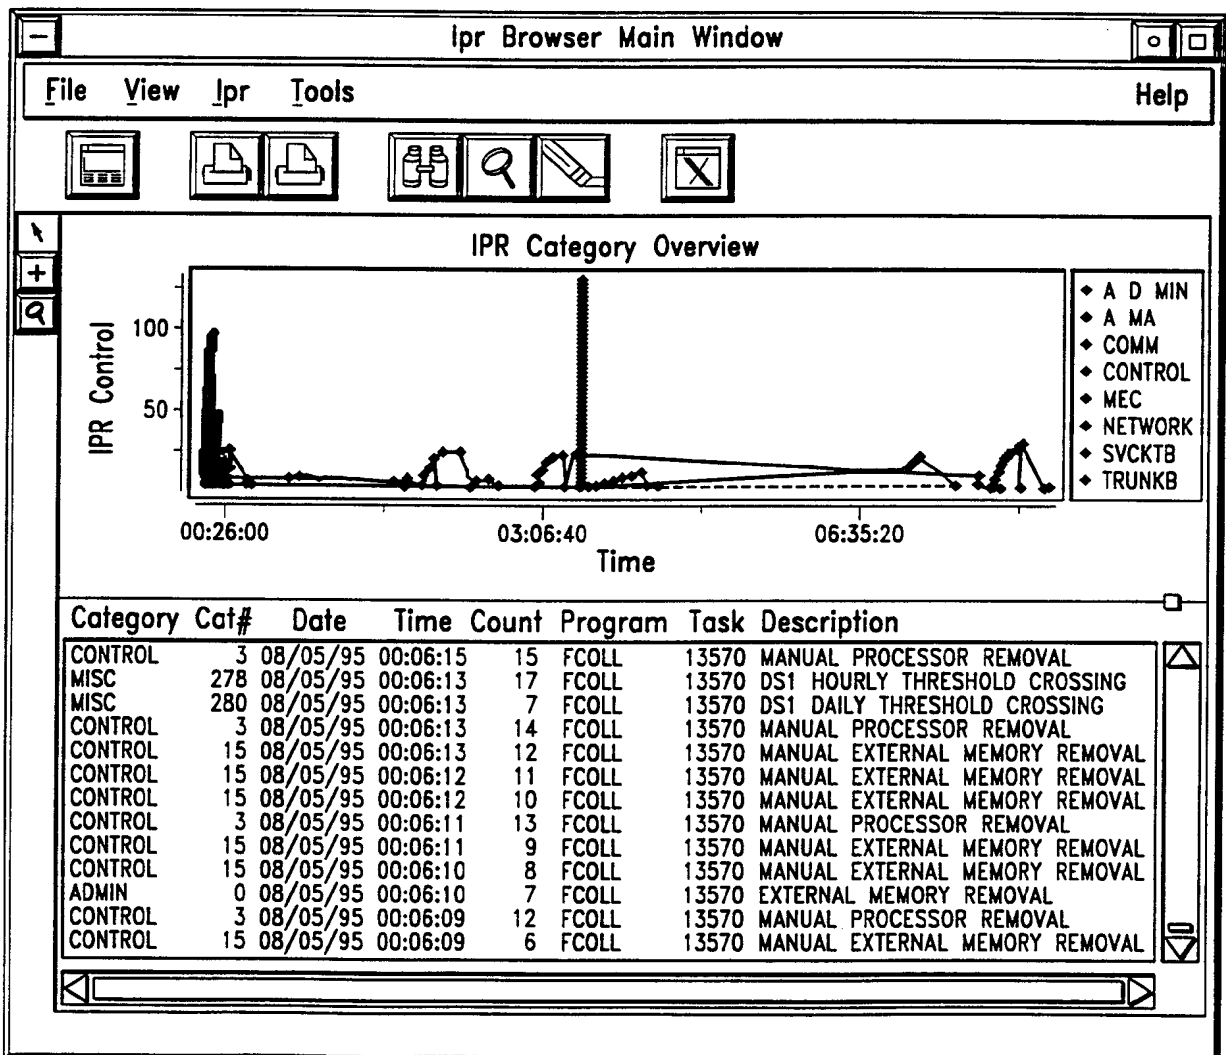 Ipr Browser Main Window
File View Ipr Tools Help
IPR Category Overview
IPR Control
100
50
A D MIN
A MA
COMM
CONTROL
MEC
NETWORK
SVCKTB
TRUNKB
00:26:00 03:06:40 06:35:20
Time
Category Cat# Date Time Count Program Task Description
CONTROL 3 08/05/95 00:06:15 15 FCOLL 13570 MANUAL PROCESSOR REMOVAL
MISC 278 08/05/95 00:06:13 17 FCOLL 13570 DS1 HOURLY THRESHOLD CROSSING
MISC 280 08/05/95 00:06:13 7 FCOLL 13570 DS1 DAILY THRESHOLD CROSSING
CONTROL 3 08/05/95 00:06:13 14 FCOLL 13570 MANUAL PROCESSOR REMOVAL
CONTROL 15 08/05/95 00:06:13 12 FCOLL 13570 MANUAL EXTERNAL MEMORY REMOVAL
CONTROL 15 08/05/95 00:06:12 11 FCOLL 13570 MANUAL EXTERNAL MEMORY REMOVAL
CONTROL 15 08/05/95 00:06:12 10 FCOLL 13570 MANUAL EXTERNAL MEMORY REMOVAL
CONTROL 3 08/05/95 00:06:11 13 FCOLL 13570 MANUAL PROCESSOR REMOVAL
CONTROL 15 08/05/95 00:06:11 9 FCOLL 13570 MANUAL EXTERNAL MEMORY REMOVAL
CONTROL 15 08/05/95 00:06:10 8 FCOLL 13570 MANUAL EXTERNAL MEMORY REMOVAL
ADMIN 0 08/05/95 00:06:10 7 FCOLL 13570 EXTERNAL MEMORY REMOVAL
CONTROL 3 08/05/95 00:06:09 12 FCOLL 13570 MANUAL PROCESSOR REMOVAL
CONTROL 15 08/05/95 00:06:09 6 FCOLL 13570 MANUAL EXTERNAL MEMORY REMOVAL